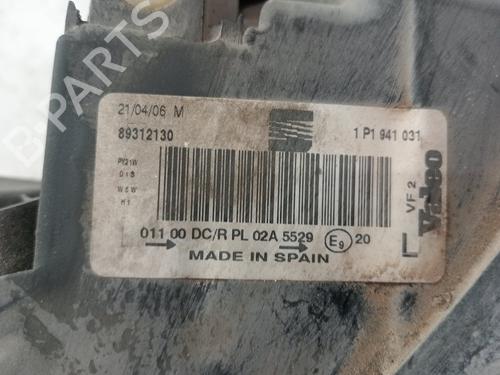 21/04/06 M
89312130
1P1 941 031
PY21W
D1S
W5W
H1
VF2
Valeo
L
011 00 DC/R PL 02A 5529 E9 20
MADE IN SPAIN
B-Parts